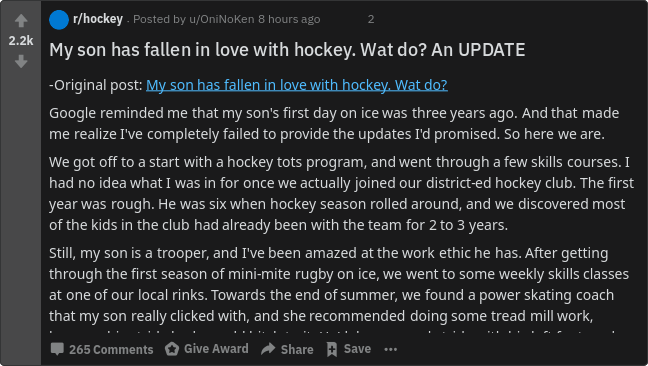 r/hockey . Posted by u/OniNoKen 8 hours ago 2
2.2k
My son has fallen in love with hockey. Wat do? An UPDATE
-Original post: My son has fallen in love with hockey. Wat do?
Google reminded me that my son's first day on ice was three years ago. And that made
me realize I've completely failed to provide the updates I'd promised. So here we are.
We got off to a start with a hockey tots program, and went through a few skills courses. I
had no idea what I was in for once we actually joined our district-ed hockey club. The first
year was rough. He was six when hockey season rolled around, and we discovered most
of the kids in the club had already been with the team for 2 to 3 years.
Still, my son is a trooper, and I've been amazed at the work ethic he has. After getting
through the first season of mini-mite rugby on ice, we went to some weekly skills classes
at one of our local rinks. Towards the end of summer, we found a power skating coach
that my son really clicked with, and she recommended doing some tread mill work,
265 Comments Give Award Share Save